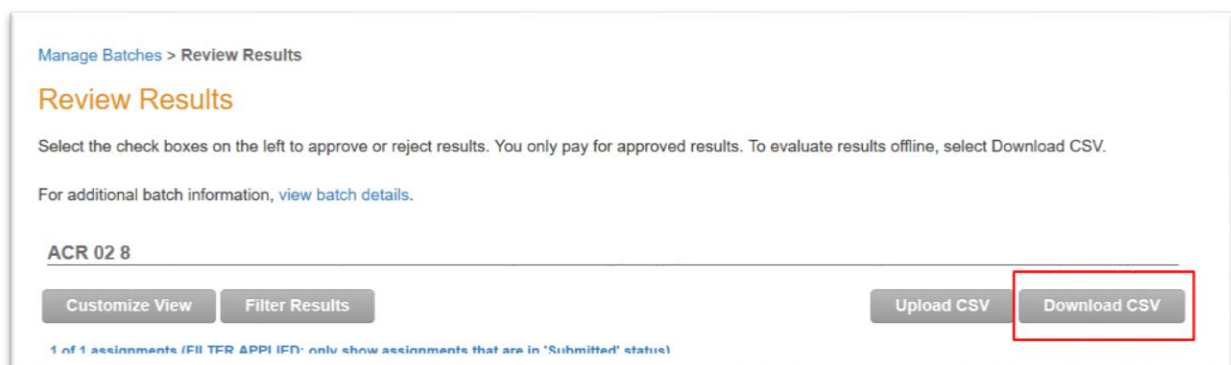 Manage Batches > Review Results
Review Results
Select the check boxes on the left to approve or reject results. You only pay for approved results. To evaluate results offline, select Download CSV.
For additional batch information, view batch details.
ACR 02 8
Customize View Filter Results Upload CSV Download CSV
1 of 1 assignments (FILTER APPLIED: only show assignments that are in 'Submitted' status)